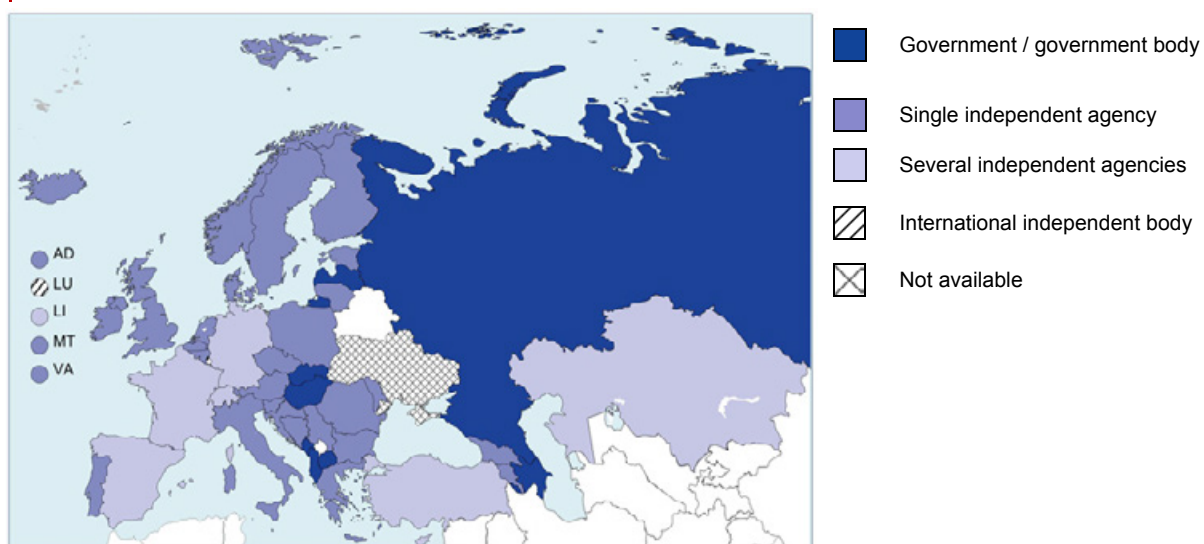 Government / government body
Single independent agency
Several independent agencies
International independent body
Not available
AD
LU
LI
MT
VA